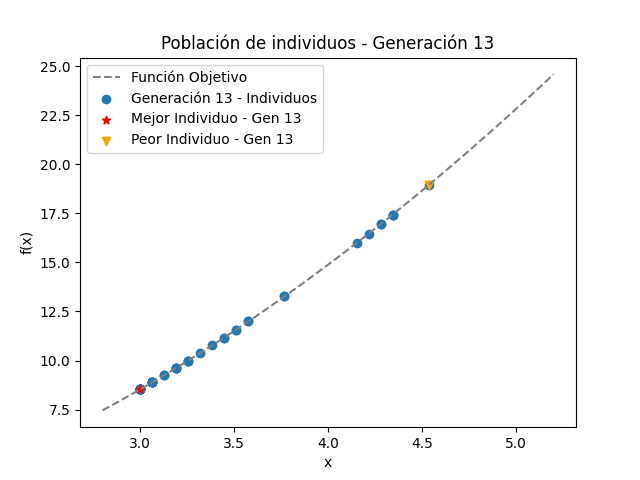 Población de individuos - Generación 13
25.0
22.5
20.0
17.5
15.0
12.5
10.0
7.5
f(x)
Función Objetivo
Generación 13 - Individuos
Mejor Individuo - Gen 13
Peor Individuo - Gen 13
3.0 3.5 4.0 4.5 5.0
x